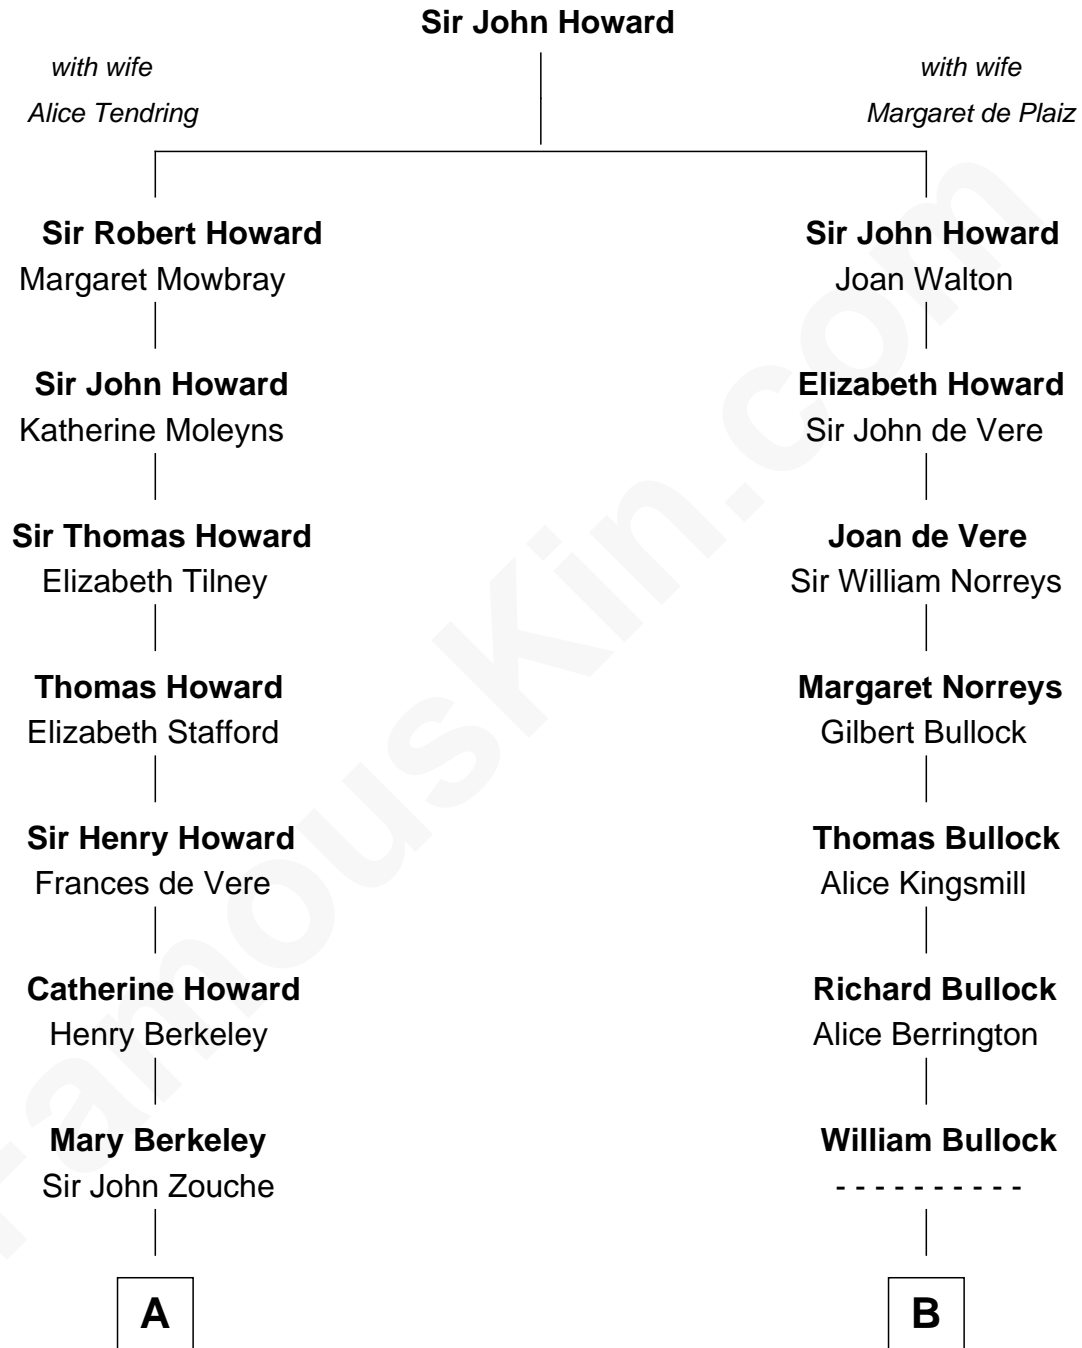 Sir John Howard
with wife
Alice Tendring
with wife
Margaret de Plaiz
Sir Robert Howard
Margaret Mowbray
Sir John Howard
Katherine Moleyns
Sir Thomas Howard
Elizabeth Tilney
Thomas Howard
Elizabeth Stafford
Sir Henry Howard
Frances de Vere
Catherine Howard
Henry Berkeley
Mary Berkeley
Sir John Zouche
A
Sir John Howard
Joan Walton
Elizabeth Howard
Sir John de Vere
Joan de Vere
Sir William Norreys
Margaret Norreys
Gilbert Bullock
Thomas Bullock
Alice Kingsmill
Richard Bullock
Alice Berrington
William Bullock
- - - - - - - - - -
B
FamousKin.com